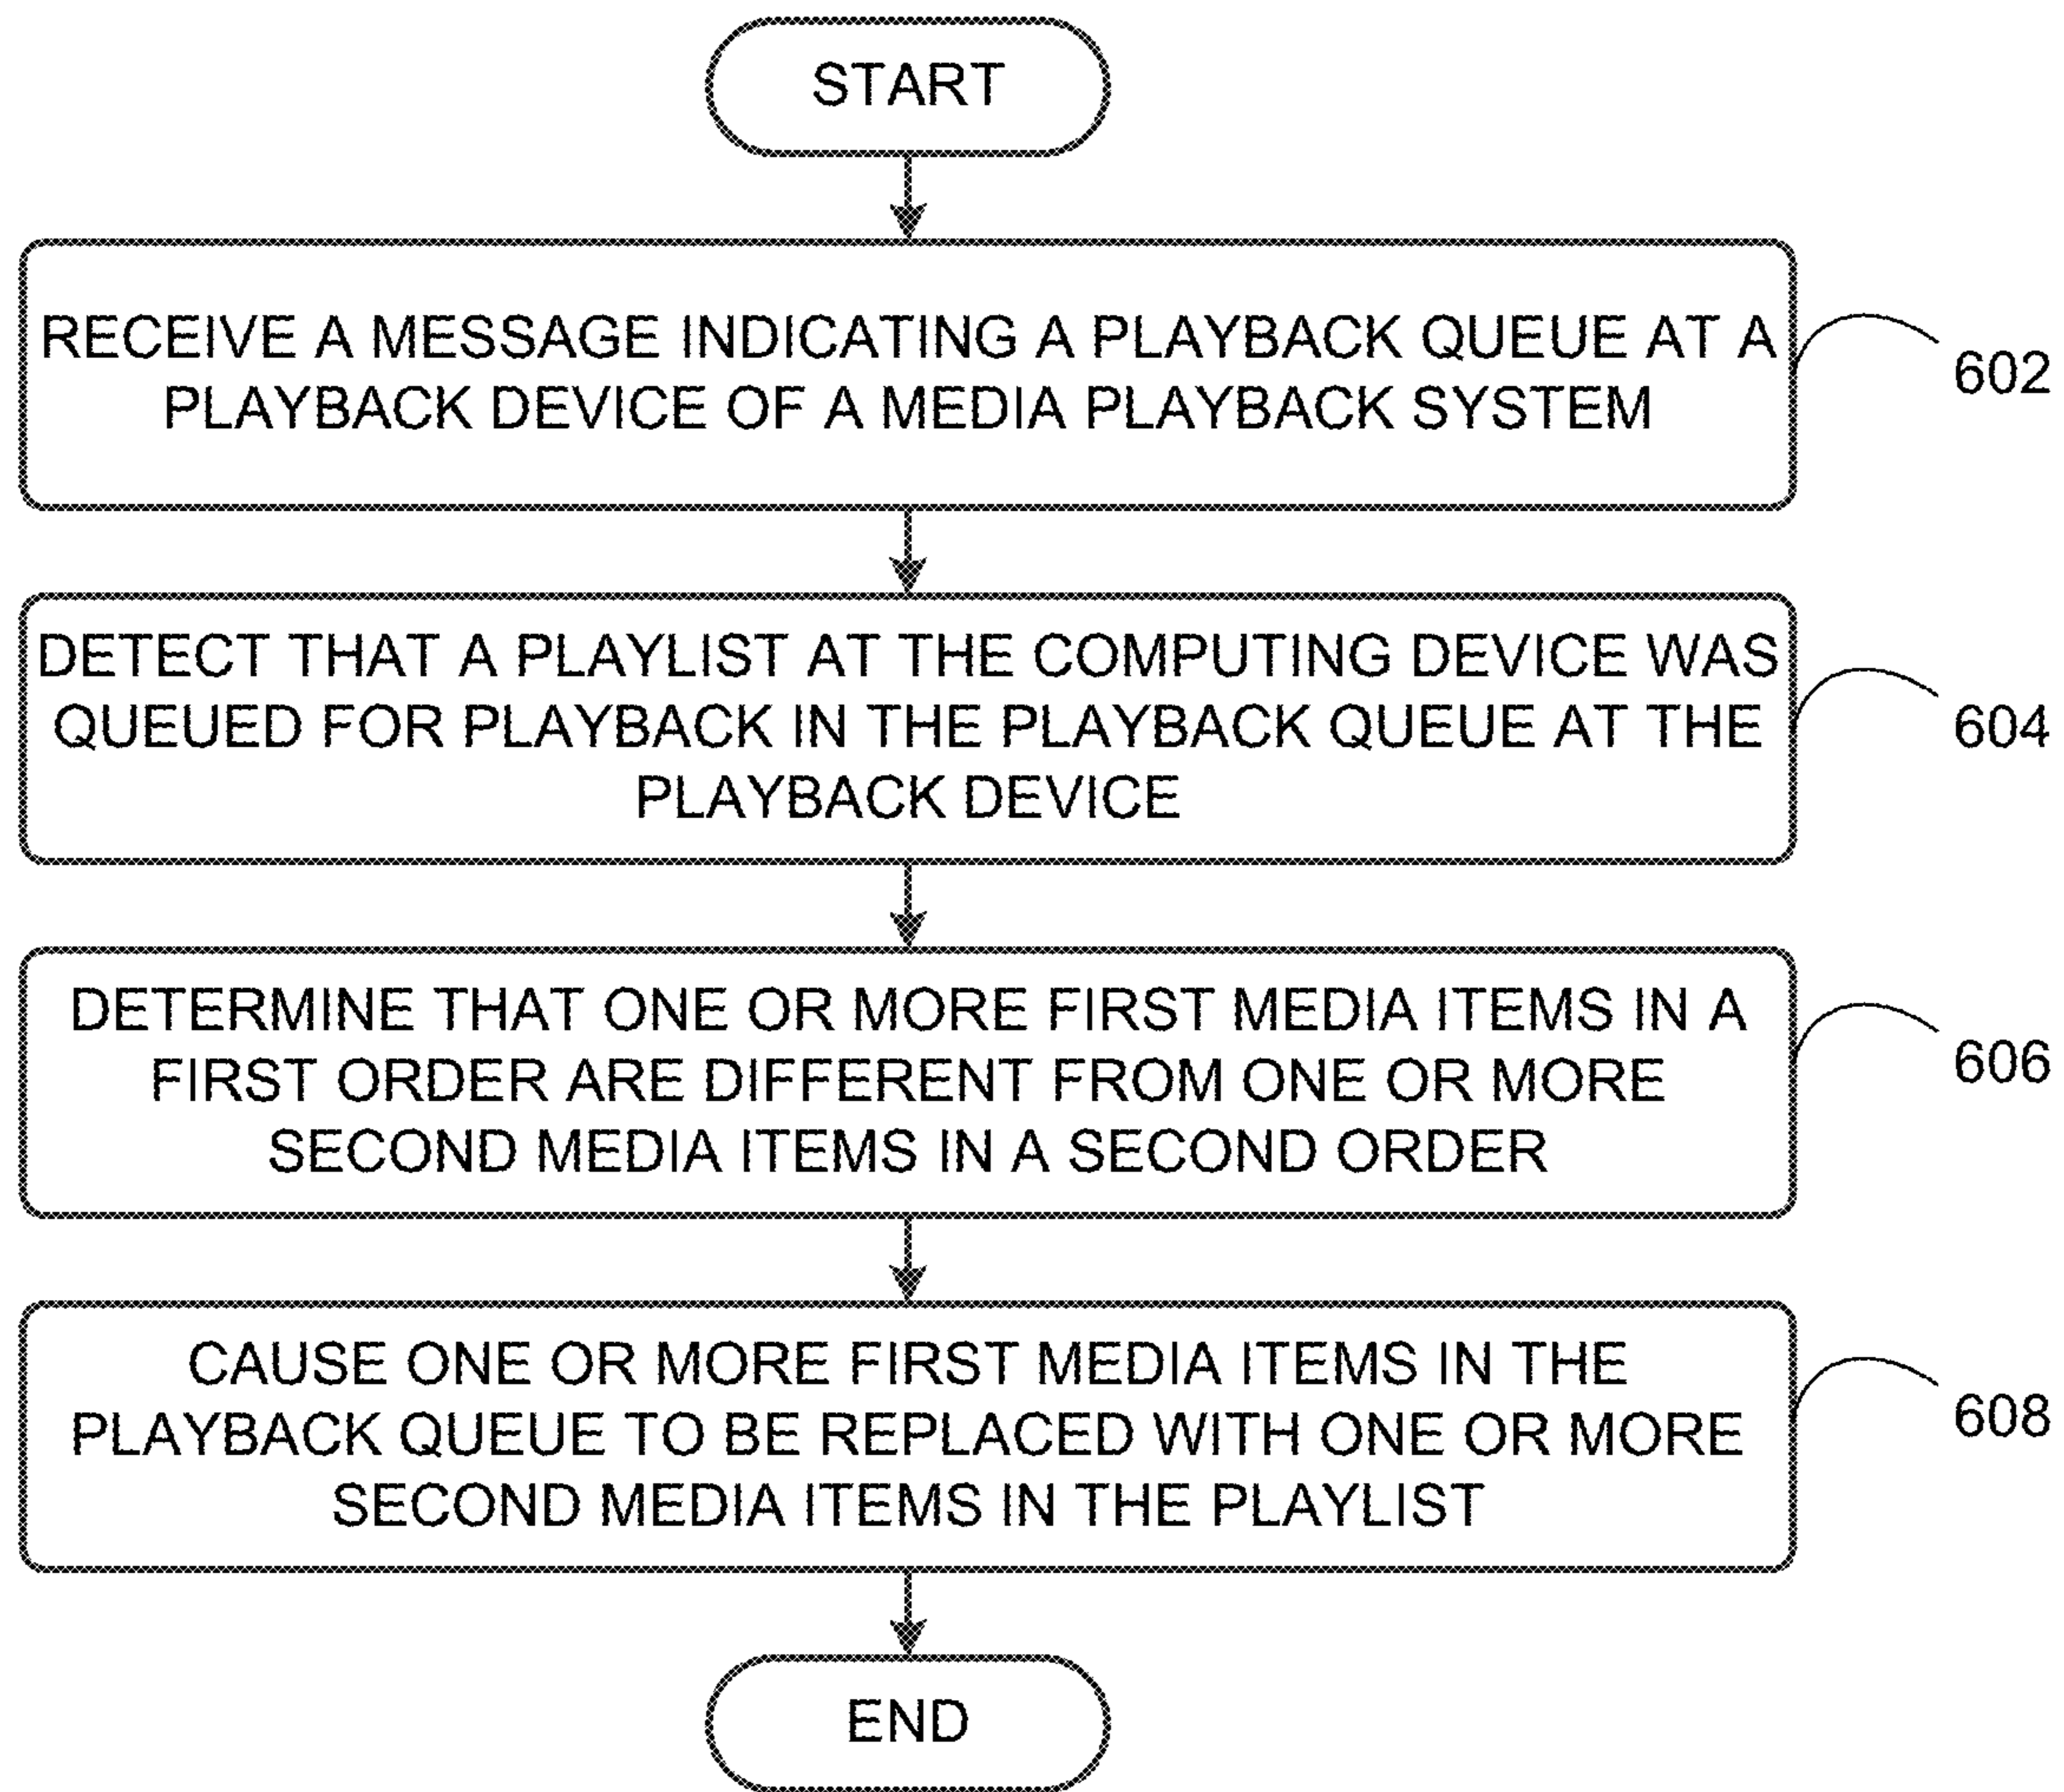 START
RECEIVE A MESSAGE INDICATING A PLAYBACK QUEUE AT A
PLAYBACK DEVICE OF A MEDIA PLAYBACK SYSTEM
602
DETECT THAT A PLAYLIST AT THE COMPUTING DEVICE WAS
QUEUED FOR PLAYBACK IN THE PLAYBACK QUEUE AT THE
PLAYBACK DEVICE
604
DETERMINE THAT ONE OR MORE FIRST MEDIA ITEMS IN A
FIRST ORDER ARE DIFFERENT FROM ONE OR MORE
SECOND MEDIA ITEMS IN A SECOND ORDER
606
CAUSE ONE OR MORE FIRST MEDIA ITEMS IN THE
PLAYBACK QUEUE TO BE REPLACED WITH ONE OR MORE
SECOND MEDIA ITEMS IN THE PLAYLIST
608
END